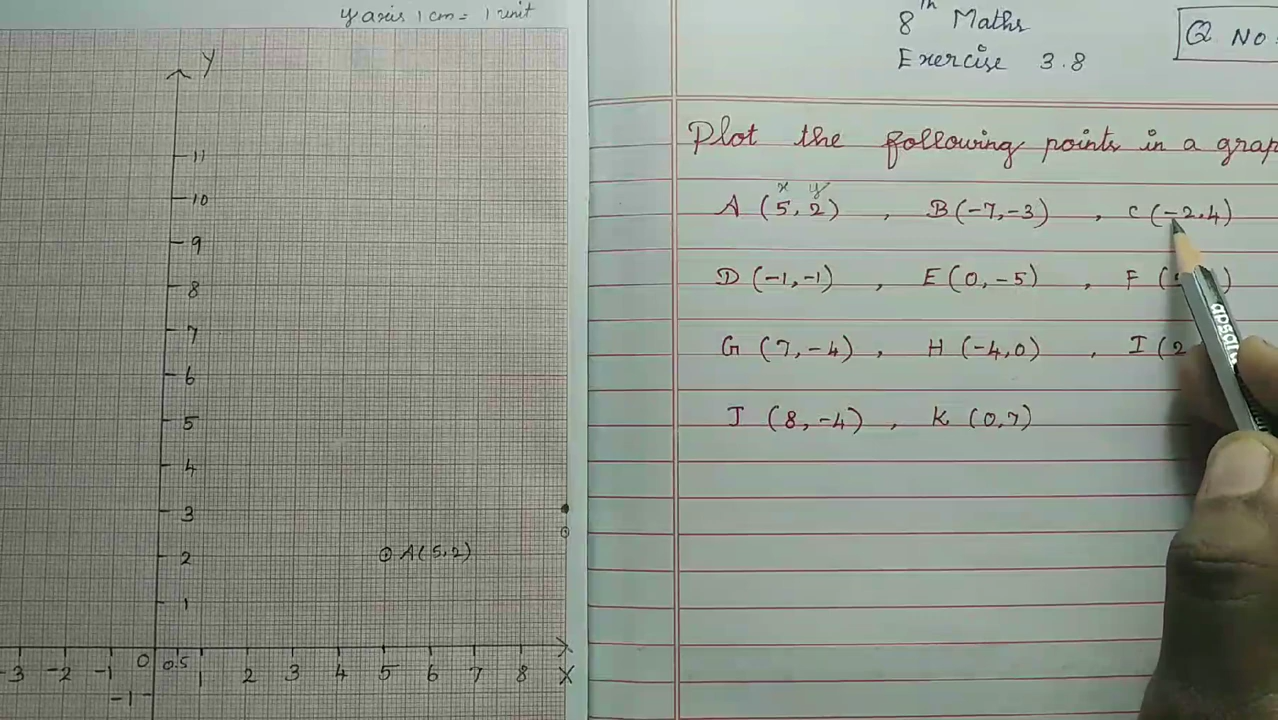 y axis 1 cm = 1 unit
Y
11
10
9
8
7
6
5
4
3
2
1
A(5,2)
-3 -2 -1 0 0.5 1 2 3 4 5 6 7 8 X
-1
8th Maths
Exercise 3.8
Q No
Plot the following points in a
x y
A (5, 2) , B (-7, -3) , C (-2,4)
D (-1, -1) , E (0, -5) , F (
G (7, -4) , H (-4,0) , I (2
J (8, -4) , K (0,7)
apsara